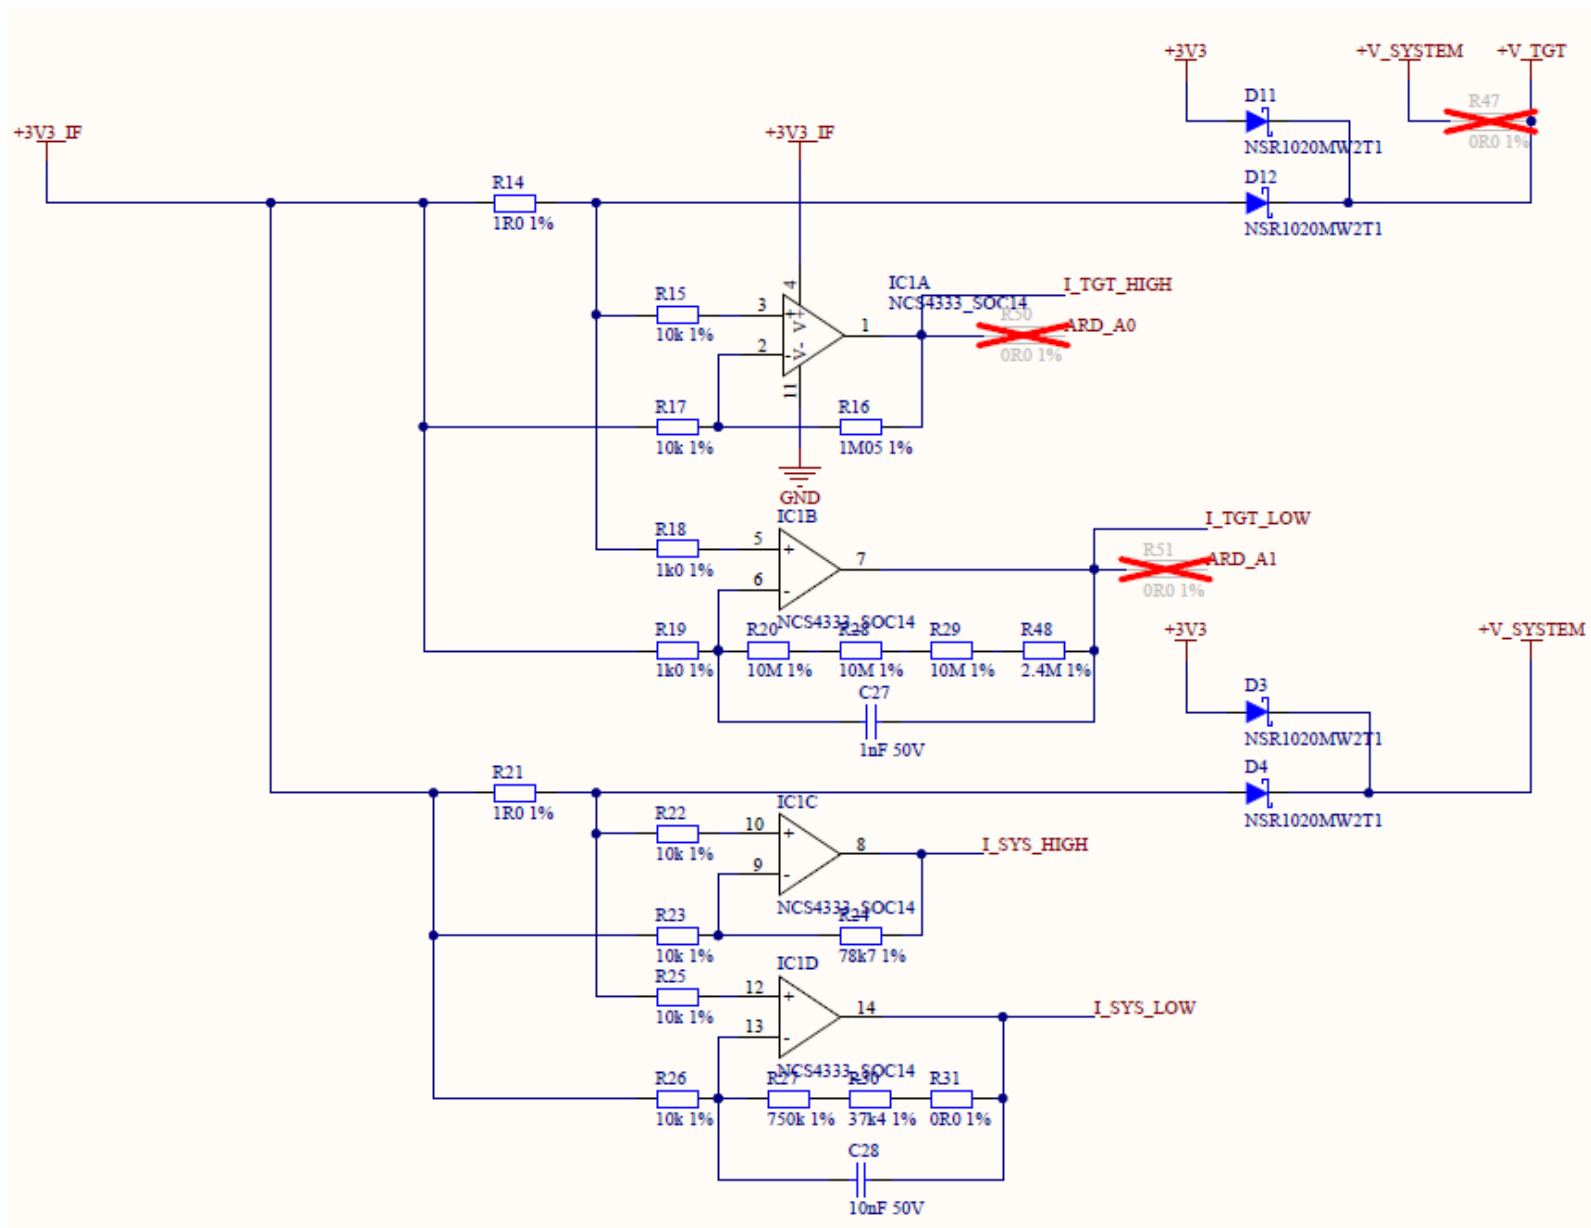 +3V3
+V_SYSTEM
+V_TGT
D11
R47
+3V3_IF
+3V3_IF
0R0 1%
NSR1020MW2T1
R14
D12
1R0 1%
NSR1020MW2T1
IC1A
I_TGT_HIGH
R15
4
NCS4333_SOC14
3
+
V+
R50
ARD_A0
10k 1%
1
2
-
V-
0R0 1%
11
R17
R16
10k 1%
1M05 1%
GND
IC1B
I_TGT_LOW
R18
5
+
7
R51
ARD_A1
1k0 1%
6
-
0R0 1%
NCS4333_SOC14
+3V3
+V_SYSTEM
R19
R20
R28
R29
R48
1k0 1%
10M 1%
10M 1%
10M 1%
2.4M 1%
C27
D3
1nF 50V
NSR1020MW2T1
R21
D4
1R0 1%
IC1C
NSR1020MW2T1
R22
10
+
8
I_SYS_HIGH
10k 1%
9
-
NCS4333_SOC14
R23
R24
10k 1%
78k7 1%
IC1D
R25
12
+
14
I_SYS_LOW
10k 1%
13
-
NCS4333_SOC14
R26
R27
R30
R31
10k 1%
750k 1%
37k4 1%
0R0 1%
C28
10nF 50V